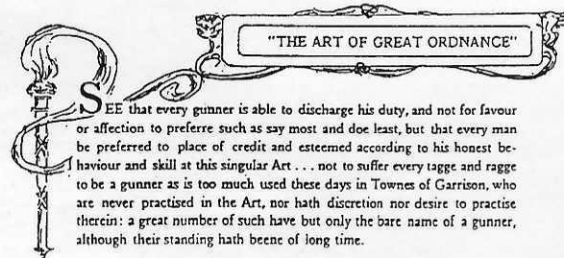 "THE ART OF GREAT ORDNANCE"
SEE that every gunner is able to discharge his duty, and not for favour
or affection to preferre such as say most and doe least, but that every man
be preferred to place of credit and esteemed according to his honest be-
haviour and skill at this singular Art . . . not to suffer every tagge and ragge
to be a gunner as is too much used these days in Townes of Garrison, who
are never practised in the Art, nor hath discretion nor desire to practise
therein: a great number of such have but only the bare name of a gunner,
although their standing hath beene of long time.